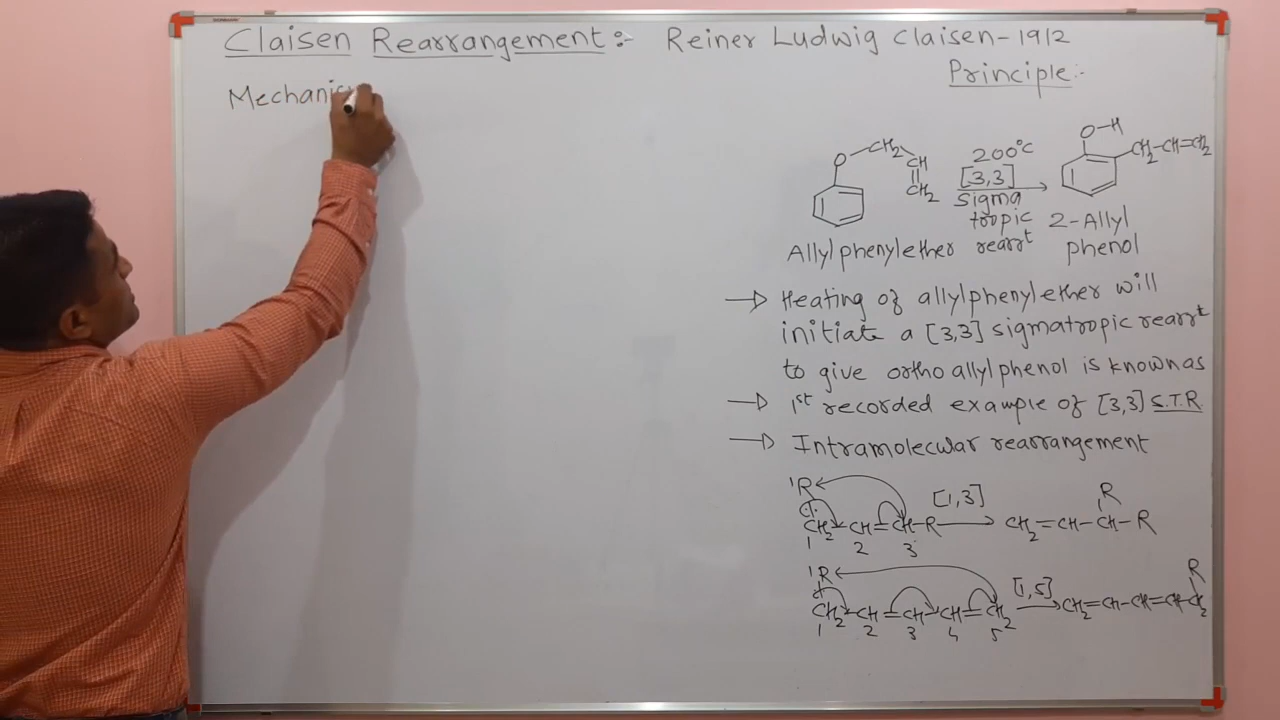 Claisen Rearrangement:- Reiner Ludwig Claisen-1912
Principle:-
Mechanis
O CH2 CH CH2
200°C
[3,3]
sigma
tropic
rearrt
O-H
CH2-CH=CH2
Allylphenylether
2-Allyl
phenol
→ Heating of allylphenylether will
initiate a [3,3] sigmatropic rearrt
to give ortho allylphenol is known as
→ 1st recorded example of [3,3] S.T.R
→ Intramolecular rearrangement
'R
CH2-CH=CH-R [1,3] → CH2=CH-CH-R
R
1 2 3
'R
R
CH2-CH=CH-CH=CH2 [1,5] → CH2=CH-CH=CH-CH2
1 2 3 4 5